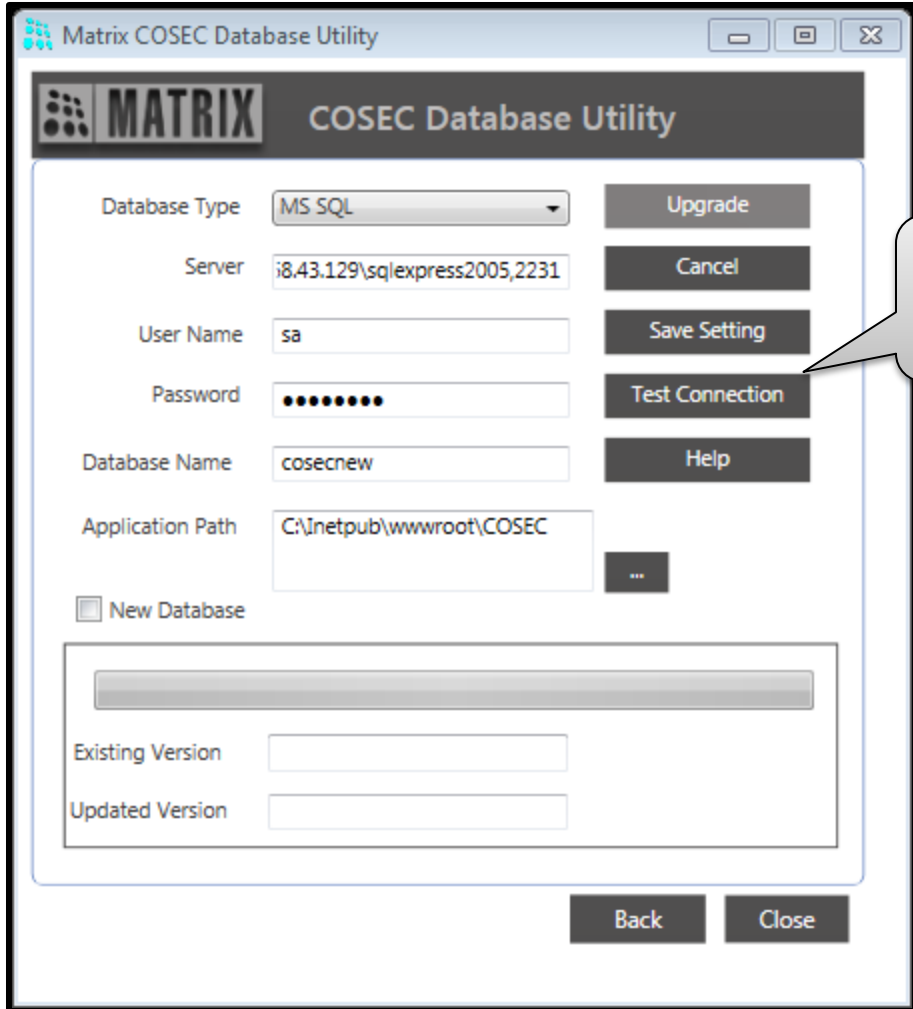 Matrix COSEC Database Utility
MATRIX COSEC Database Utility
Database Type MS SQL Upgrade
Server 58.43.129\sqlexpress2005,2231 Cancel
User Name sa Save Setting
Password ●●●●●●●● Test Connection
Database Name cosecnew Help
Application Path C:\Inetpub\wwwroot\COSEC ...
New Database
Existing Version
Updated Version
Back Close